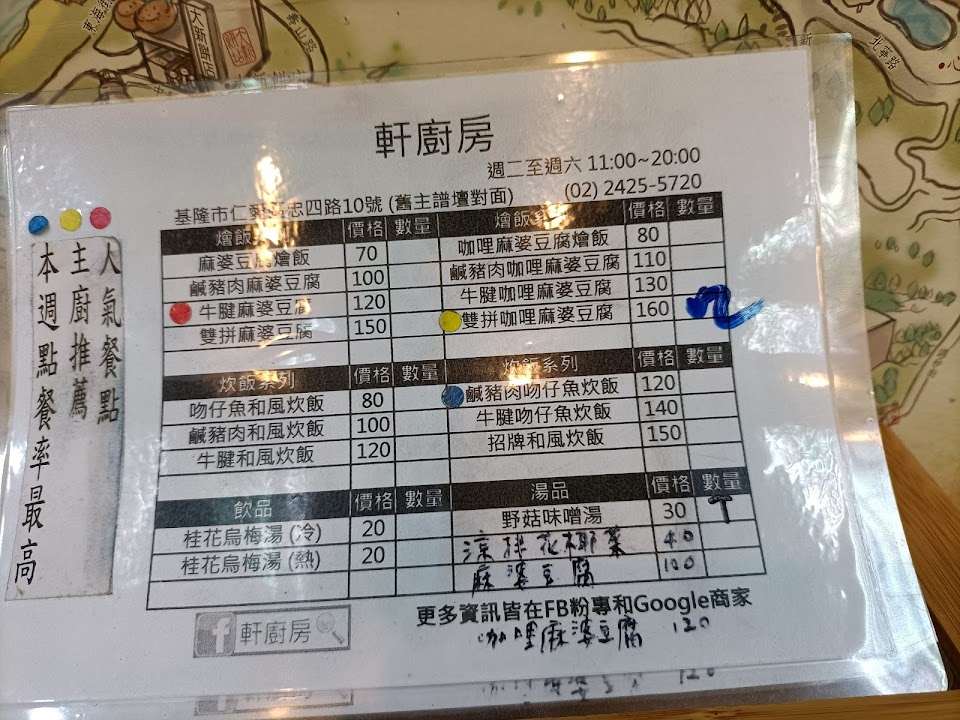 大新餅店
壽山路
北寧路
軒廚房
週二至週六 11:00~20:00
(02) 2425-5720
基隆市仁 忠四路10號 (舊主譜壇對面)
人氣餐點
主廚推薦
本週點餐率最高
燴飯 價格 數量
麻婆豆腐燴飯 70
鹹豬肉麻婆豆腐 100
牛腱麻婆豆腐 120
雙拼麻婆豆腐 150
燴飯系列 價格 數量
咖哩麻婆豆腐燴飯 80
鹹豬肉咖哩麻婆豆腐 110
牛腱咖哩麻婆豆腐 130
雙拼咖哩麻婆豆腐 160 2
炊飯系列 價格 數量
吻仔魚和風炊飯 80
鹹豬肉和風炊飯 100
牛腱和風炊飯 120
炊飯系列 價格 數量
鹹豬肉吻仔魚炊飯 120
牛腱吻仔魚炊飯 140
招牌和風炊飯 150
飲品 價格 數量
桂花烏梅湯 (冷) 20
桂花烏梅湯 (熱) 20
湯品 價格 數量
野菇味噌湯 30 T
涼拌花椰菜 40
麻婆豆腐 100
更多資訊皆在FB粉專和Google商家
咖哩麻婆豆腐 120
f 軒廚房